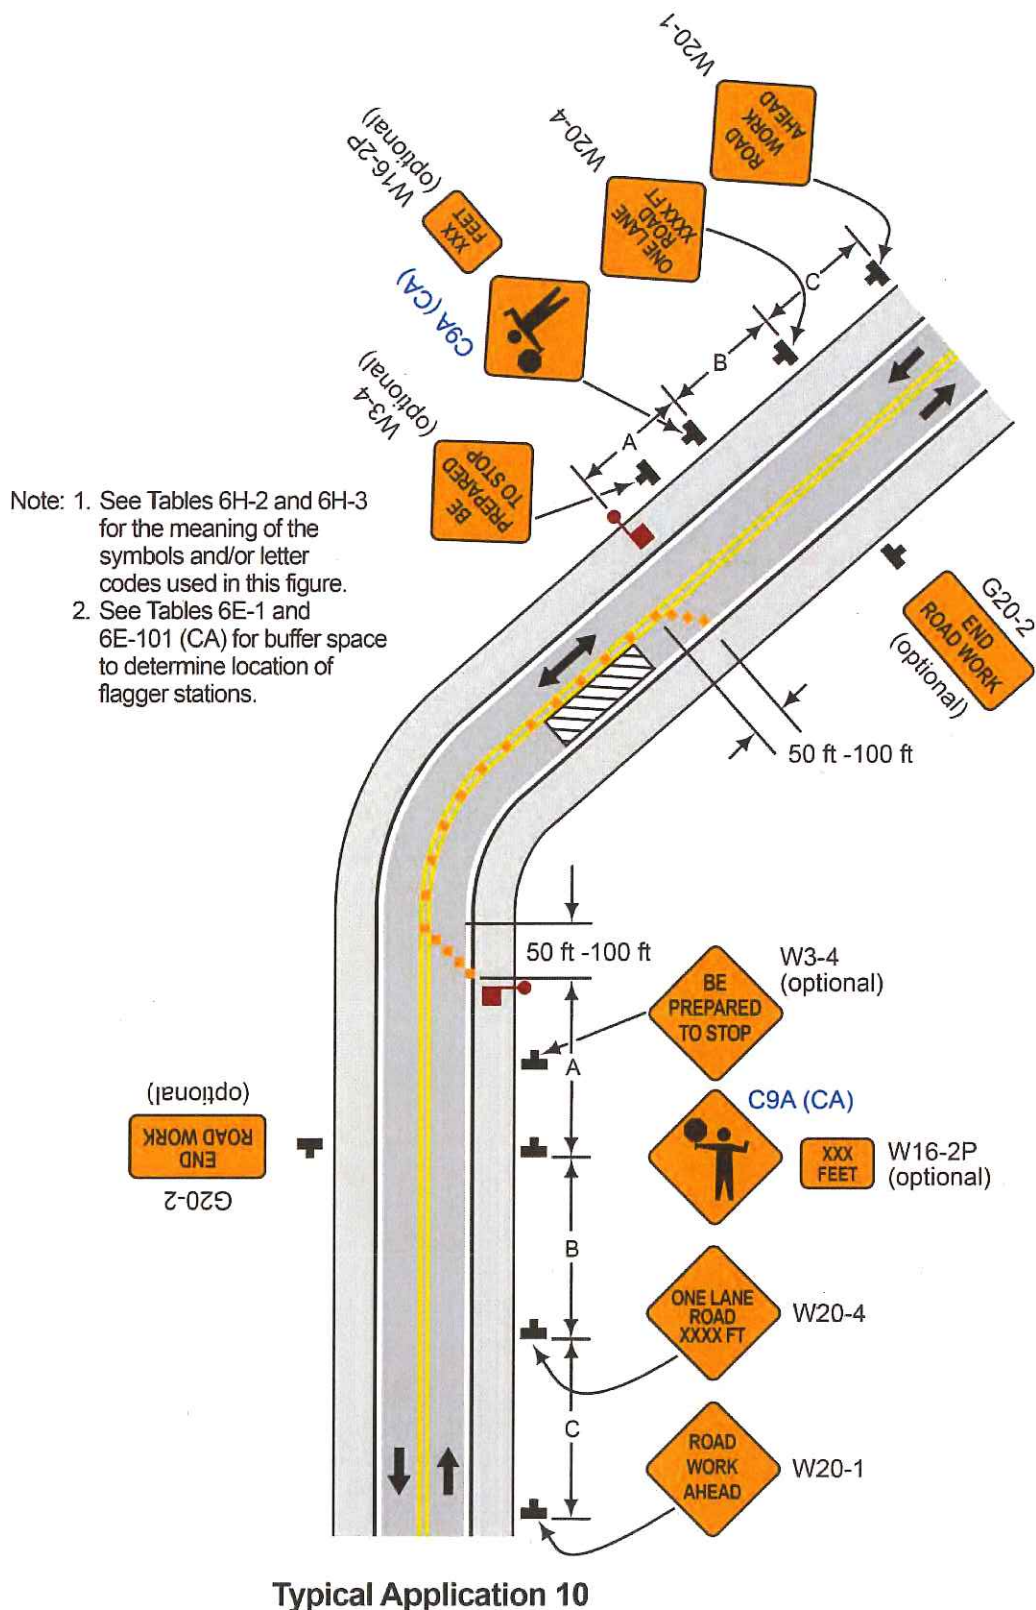 W20-1
ROAD
WORK
AHEAD
W20-4
ONE LANE
ROAD
XXXX FT
W16-2P
(optional)
XXX
FEET
C9A (CA)
W3-4
(optional)
BE
PREPARED
TO STOP
C
B
A
Note: 1. See Tables 6H-2 and 6H-3
for the meaning of the
symbols and/or letter
codes used in this figure.
2. See Tables 6E-1 and
6E-101 (CA) for buffer space
to determine location of
flagger stations.
G20-2
END
ROAD WORK
(optional)
50 ft -100 ft
50 ft -100 ft
W3-4
(optional)
BE
PREPARED
TO STOP
A
C9A (CA)
XXX
FEET
W16-2P
(optional)
G20-2
END
ROAD WORK
(optional)
B
ONE LANE
ROAD
XXXX FT
W20-4
C
ROAD
WORK
AHEAD
W20-1
Typical Application 10